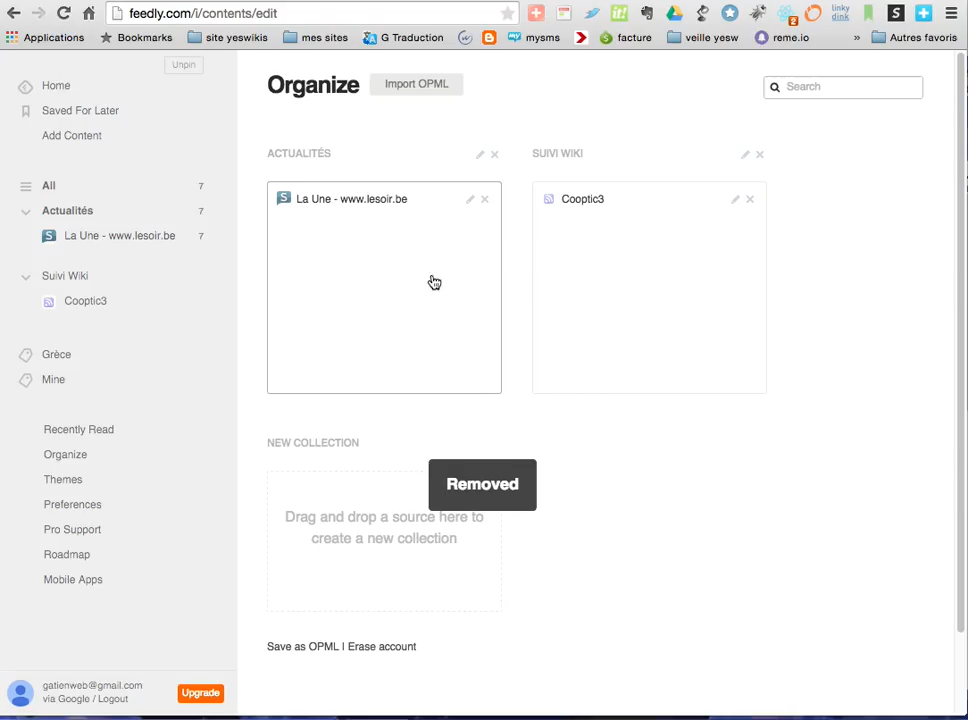 feedly.com/i/contents/edit
Applications
Bookmarks
site yeswikis
mes sites
G Traduction
mysms
facture
veille yesw
reme.io
»
Autres favoris
linky
dink
Unpin
Home
Saved For Later
Add Content
All 7
Actualités 7
La Une - www.lesoir.be 7
Suivi Wiki
Cooptic3
Grèce
Mine
Recently Read
Organize
Themes
Preferences
Pro Support
Roadmap
Mobile Apps
gatienweb@gmail.com
via Google / Logout
Upgrade
Organize
Import OPML
Search
ACTUALITÉS
La Une - www.lesoir.be
SUIVI WIKI
Cooptic3
NEW COLLECTION
Removed
Drag and drop a source here to
create a new collection
Save as OPML | Erase account